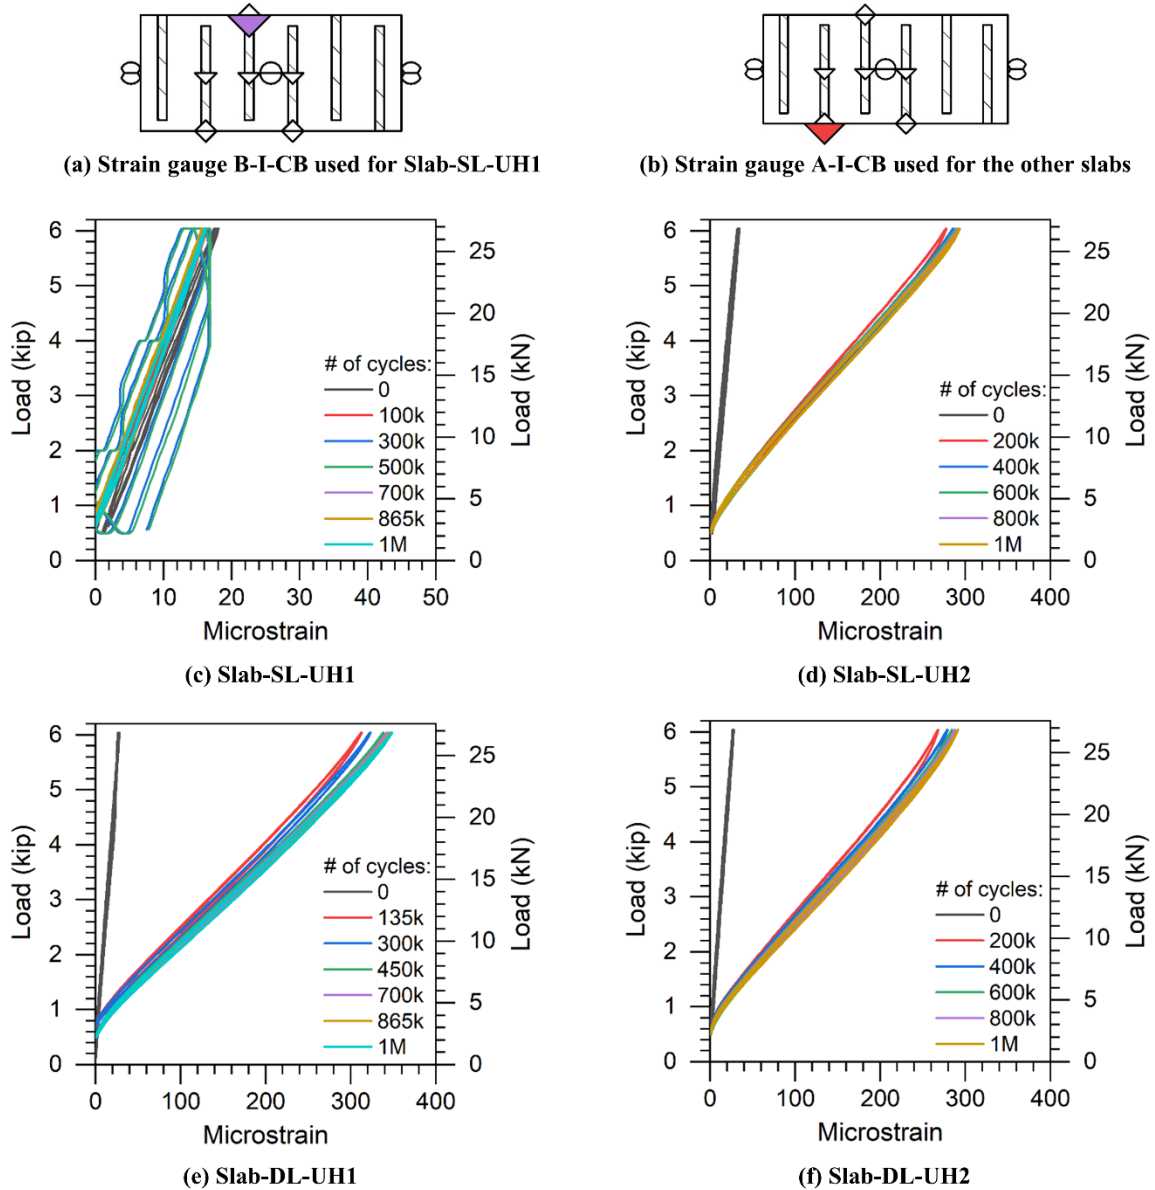 (a) Strain gauge B-I-CB used for Slab-SL-UH1
(b) Strain gauge A-I-CB used for the other slabs
6
5
4
3
2
1
0
Load (kip)
25
20
15
10
5
0
Load (kN)
# of cycles:
0
100k
300k
500k
700k
865k
1M
0 10 20 30 40 50
Microstrain
(c) Slab-SL-UH1
6
5
4
3
2
1
0
Load (kip)
25
20
15
10
5
0
Load (kN)
# of cycles:
0
200k
400k
600k
800k
1M
0 100 200 300 400
Microstrain
(d) Slab-SL-UH2
6
5
4
3
2
1
0
Load (kip)
25
20
15
10
5
0
Load (kN)
# of cycles:
0
135k
300k
450k
700k
865k
1M
0 100 200 300 400
Microstrain
(e) Slab-DL-UH1
6
5
4
3
2
1
0
Load (kip)
25
20
15
10
5
0
Load (kN)
# of cycles:
0
200k
400k
600k
800k
1M
0 100 200 300 400
Microstrain
(f) Slab-DL-UH2